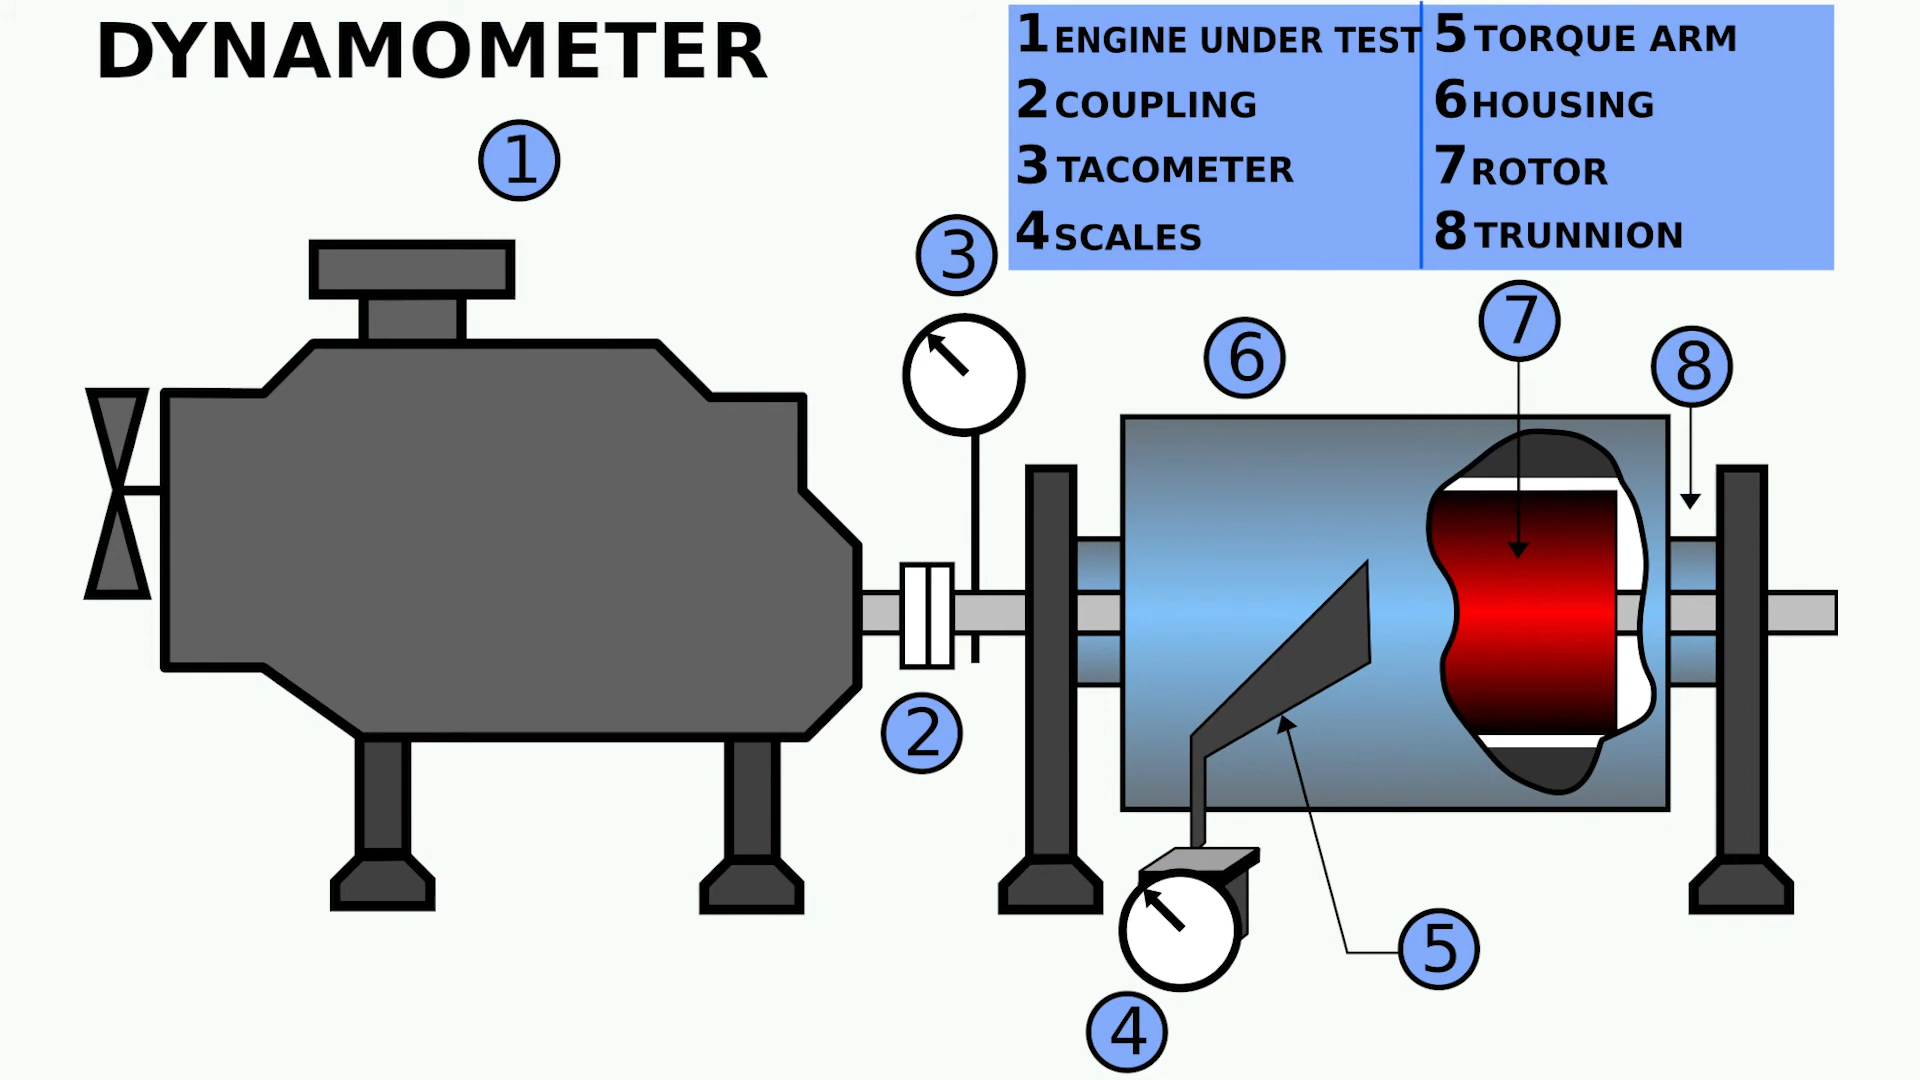 DYNAMOMETER
1 ENGINE UNDER TEST
2 COUPLING
3 TACOMETER
4 SCALES
5 TORQUE ARM
6 HOUSING
7 ROTOR
8 TRUNNION
1
3
7
6
8
2
5
4